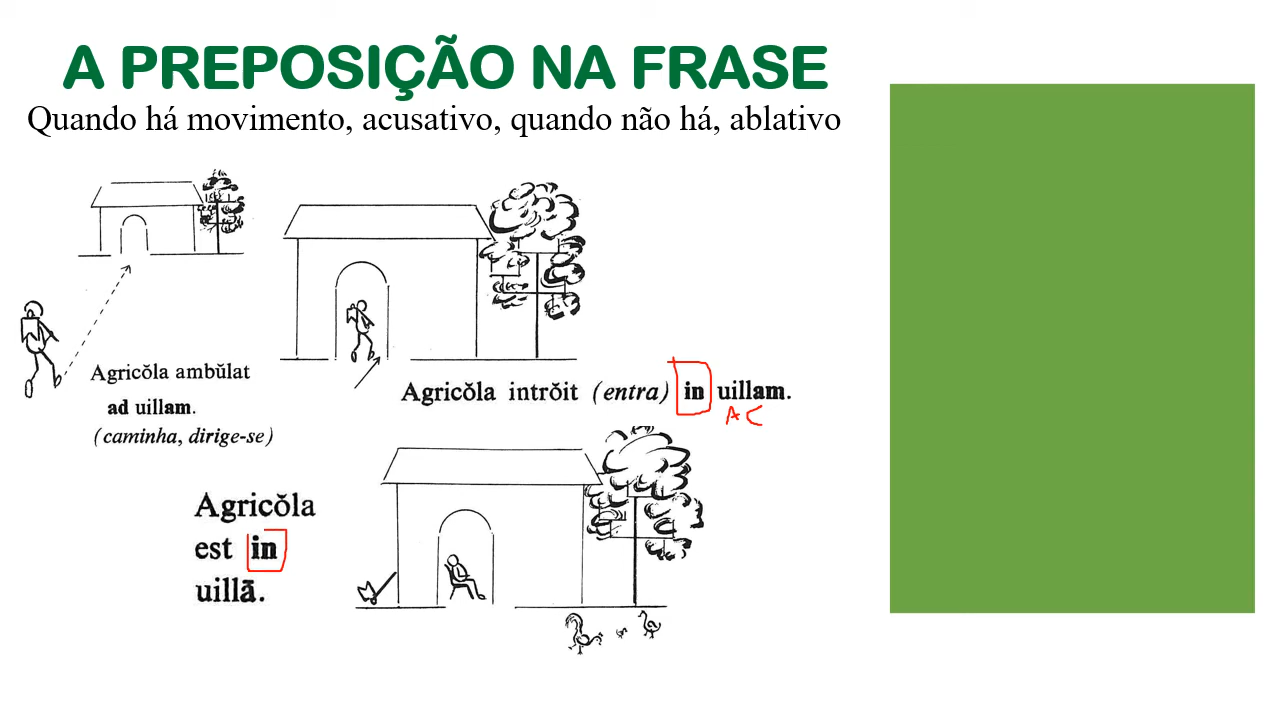 A PREPOSIÇÃO NA FRASE
Quando há movimento, acusativo, quando não há, ablativo
Agricŏla ambŭlat
ad uillam.
(caminha, dirige-se)
Agricŏla intrŏit (entra) in uillam.
AC
Agricŏla
est in
uillā.